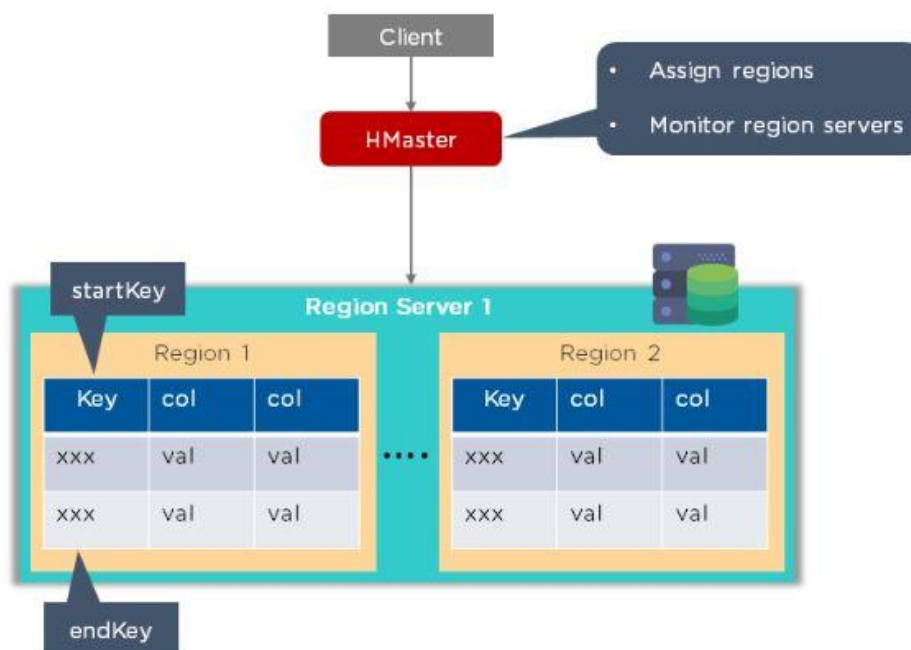 Client
• Assign regions
• Monitor region servers
HMaster
startKey
Region Server 1
Region 1
Key col col
xxx val val
xxx val val
....
Region 2
Key col col
xxx val val
xxx val val
endKey